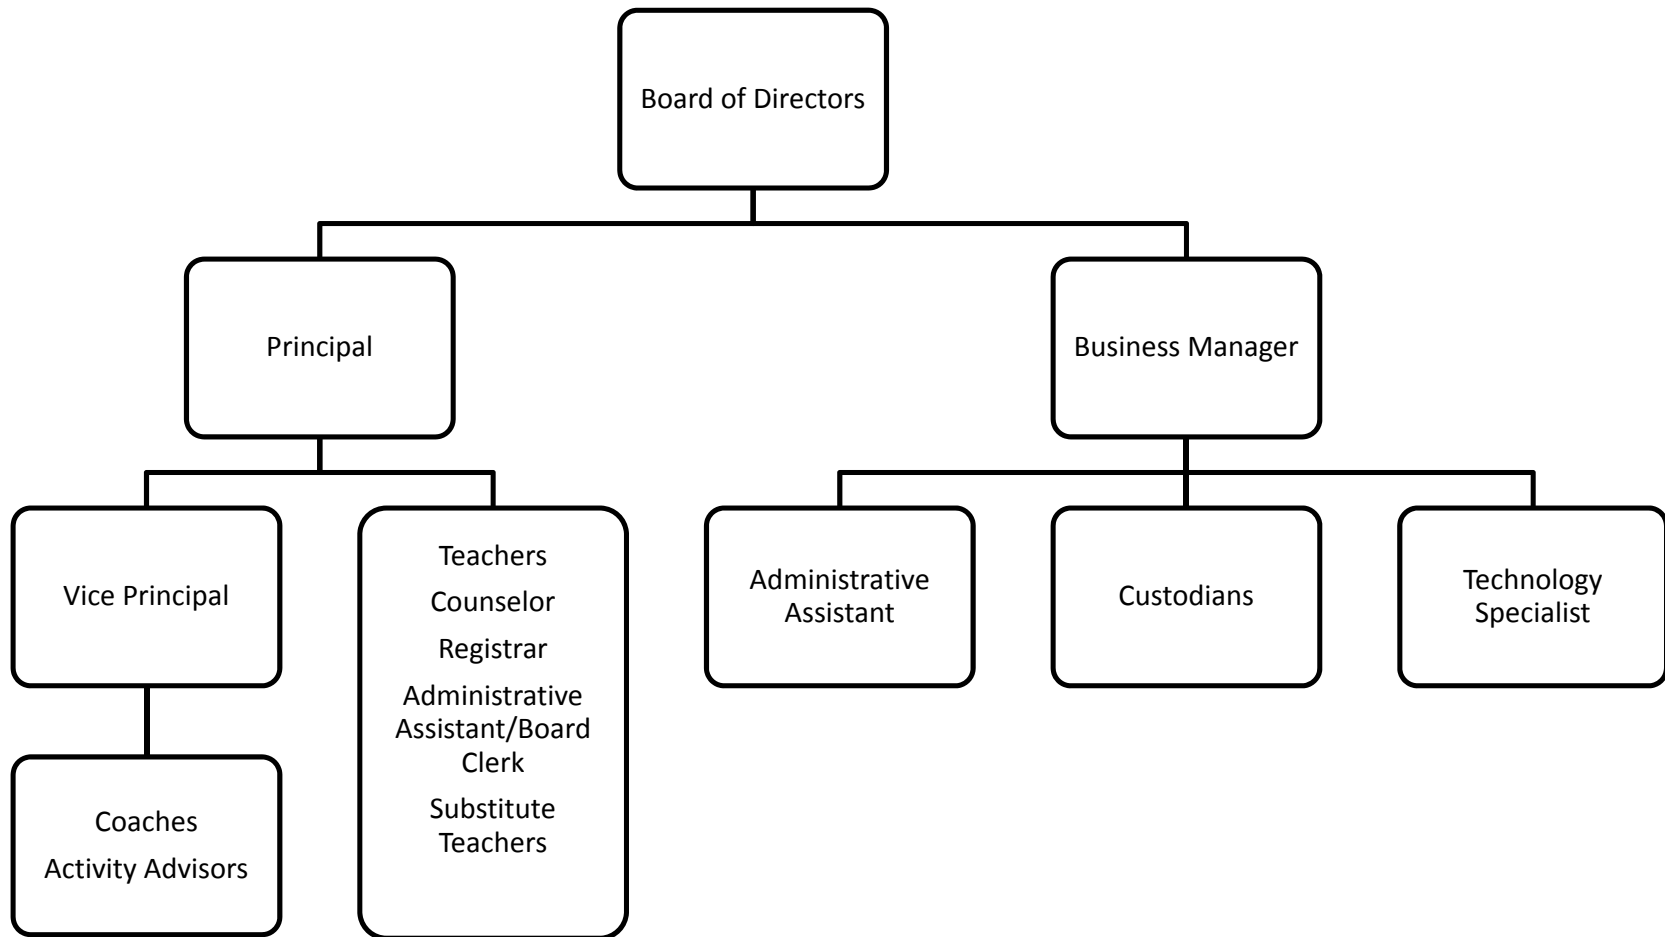 Board of Directors
Principal
Business Manager
Vice Principal
Teachers
Counselor
Registrar
Administrative
Assistant/Board
Clerk
Substitute
Teachers
Administrative
Assistant
Custodians
Technology
Specialist
Coaches
Activity Advisors